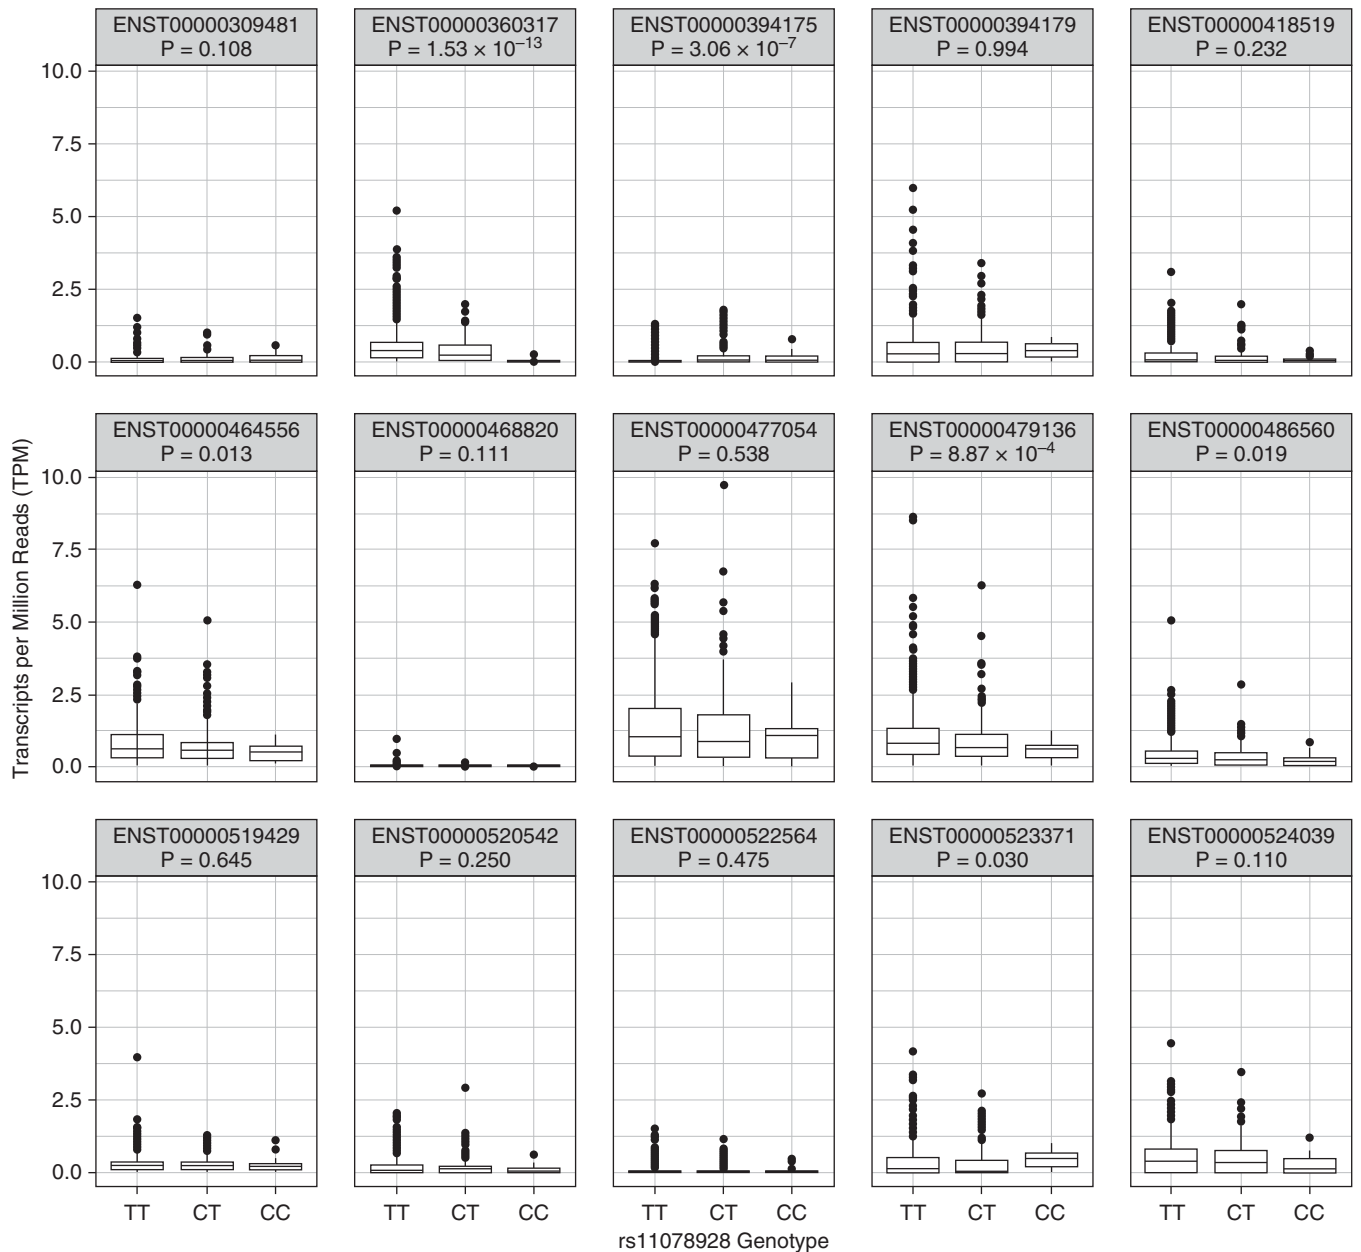 ENST00000309481
P = 0.108
ENST00000360317
P = 1.53 × 10⁻¹³
ENST00000394175
P = 3.06 × 10⁻⁷
ENST00000394179
P = 0.994
ENST00000418519
P = 0.232
10.0
7.5
5.0
2.5
0.0
ENST00000464556
P = 0.013
ENST00000468820
P = 0.111
ENST00000477054
P = 0.538
ENST00000479136
P = 8.87 × 10⁻⁴
ENST00000486560
P = 0.019
Transcripts per Million Reads (TPM)
10.0
7.5
5.0
2.5
0.0
ENST00000519429
P = 0.645
ENST00000520542
P = 0.250
ENST00000522564
P = 0.475
ENST00000523371
P = 0.030
ENST00000524039
P = 0.110
10.0
7.5
5.0
2.5
0.0
TT CT CC TT CT CC TT CT CC TT CT CC TT CT CC
rs11078928 Genotype